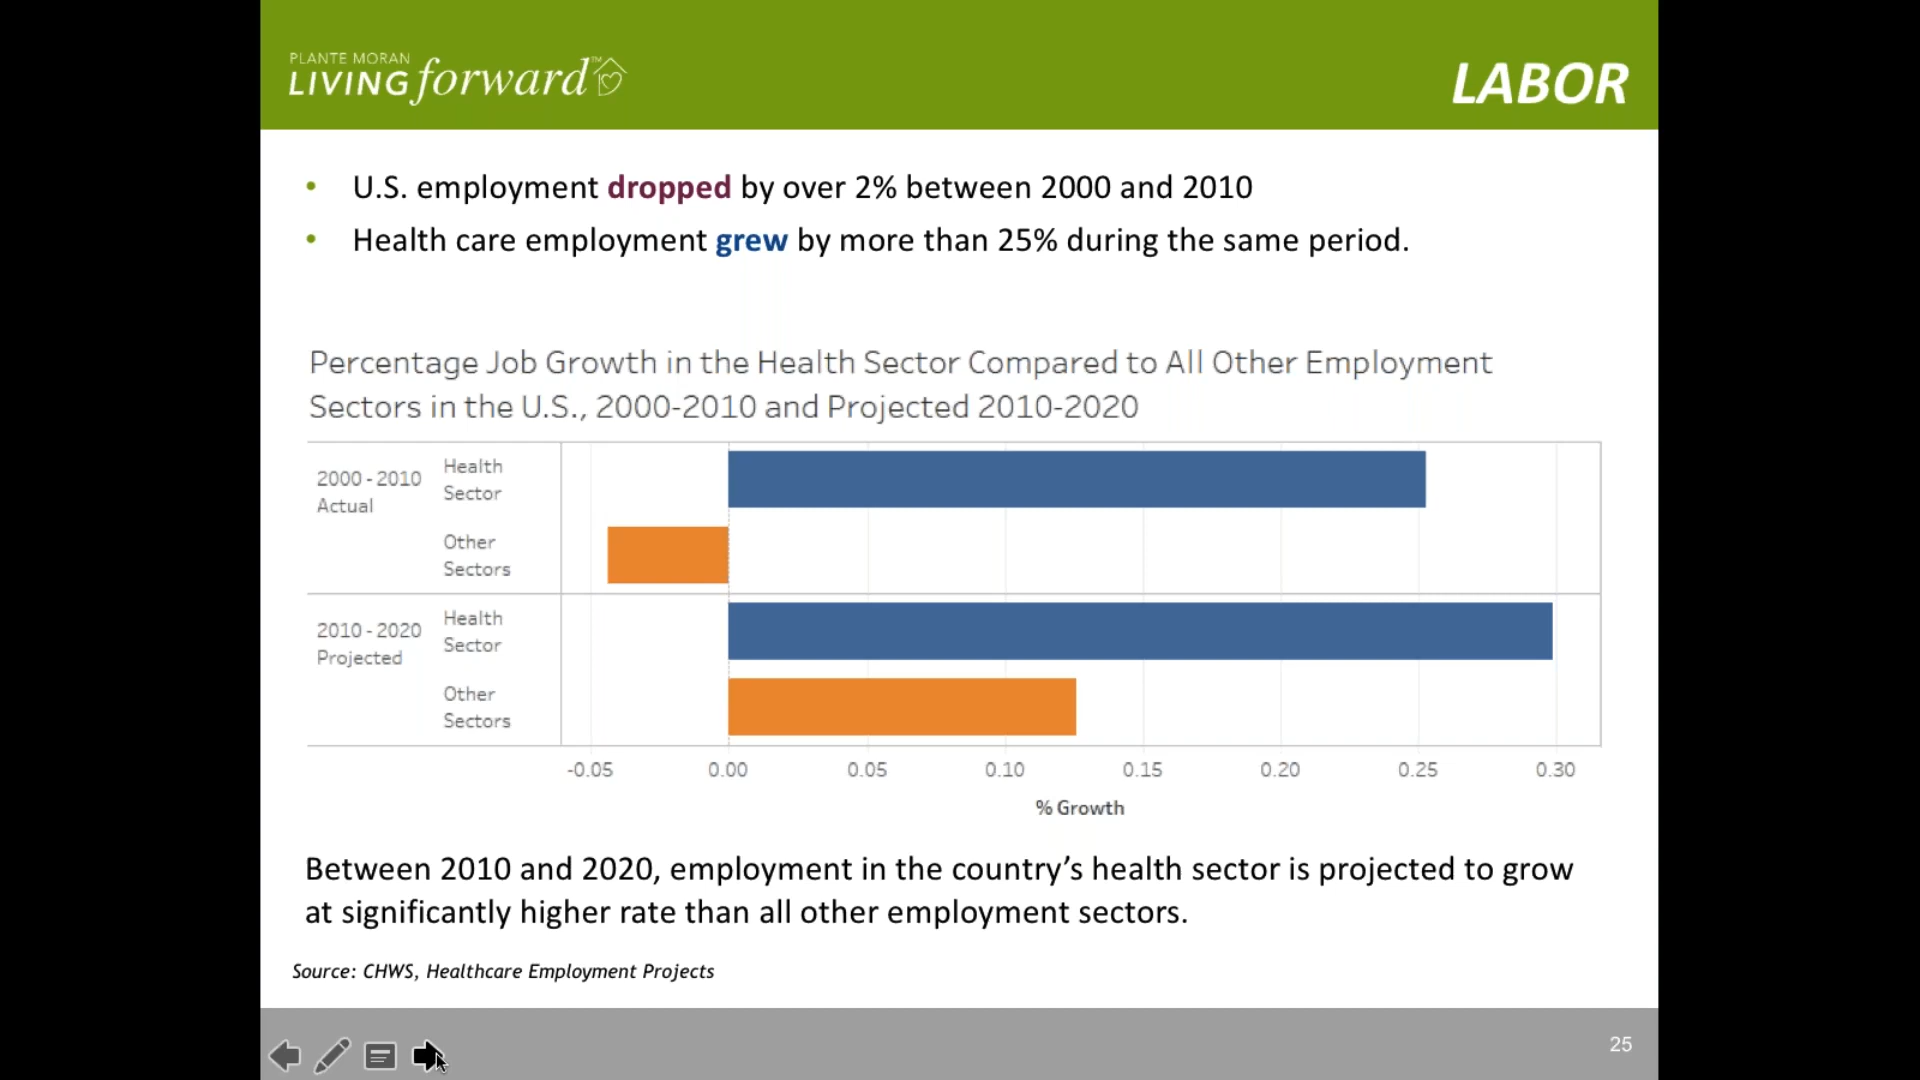 PLANTE MORAN
LIVING forward™
LABOR
• U.S. employment dropped by over 2% between 2000 and 2010
• Health care employment grew by more than 25% during the same period.
Percentage Job Growth in the Health Sector Compared to All Other Employment
Sectors in the U.S., 2000-2010 and Projected 2010-2020
2000 - 2010
Actual
Health
Sector
Other
Sectors
2010 - 2020
Projected
Health
Sector
Other
Sectors
-0.05 0.00 0.05 0.10 0.15 0.20 0.25 0.30
% Growth
Between 2010 and 2020, employment in the country’s health sector is projected to grow
at significantly higher rate than all other employment sectors.
Source: CHWS, Healthcare Employment Projects
25